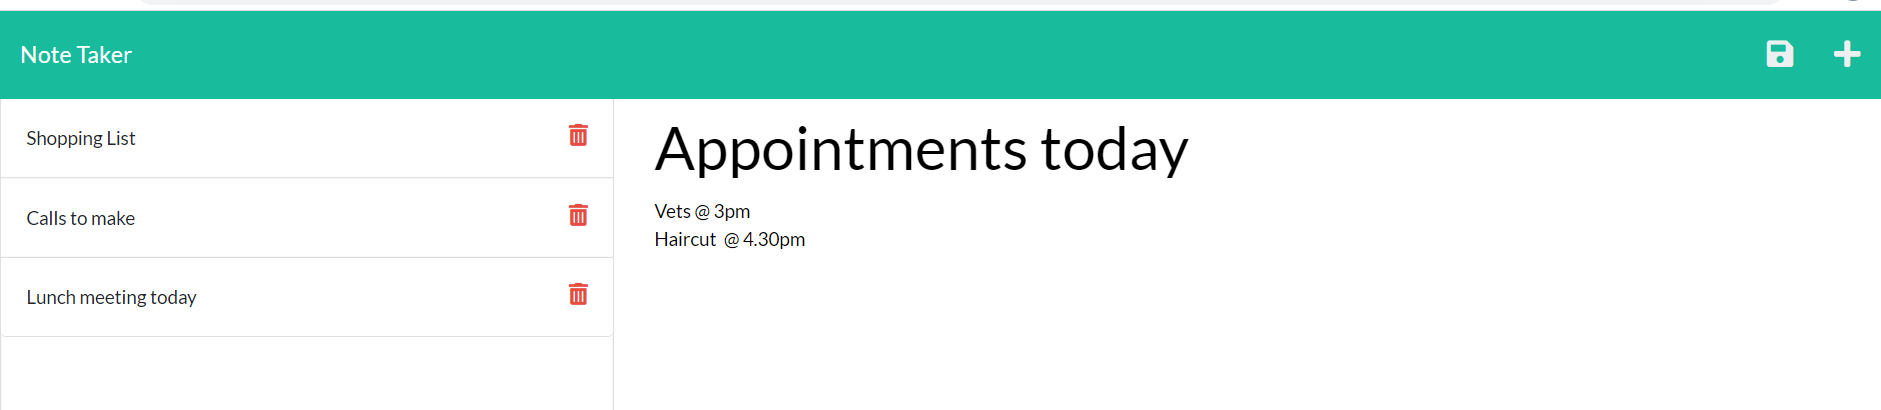 Note Taker
Shopping List
Calls to make
Lunch meeting today
Appointments today
Vets @ 3pm
Haircut  @ 4.30pm